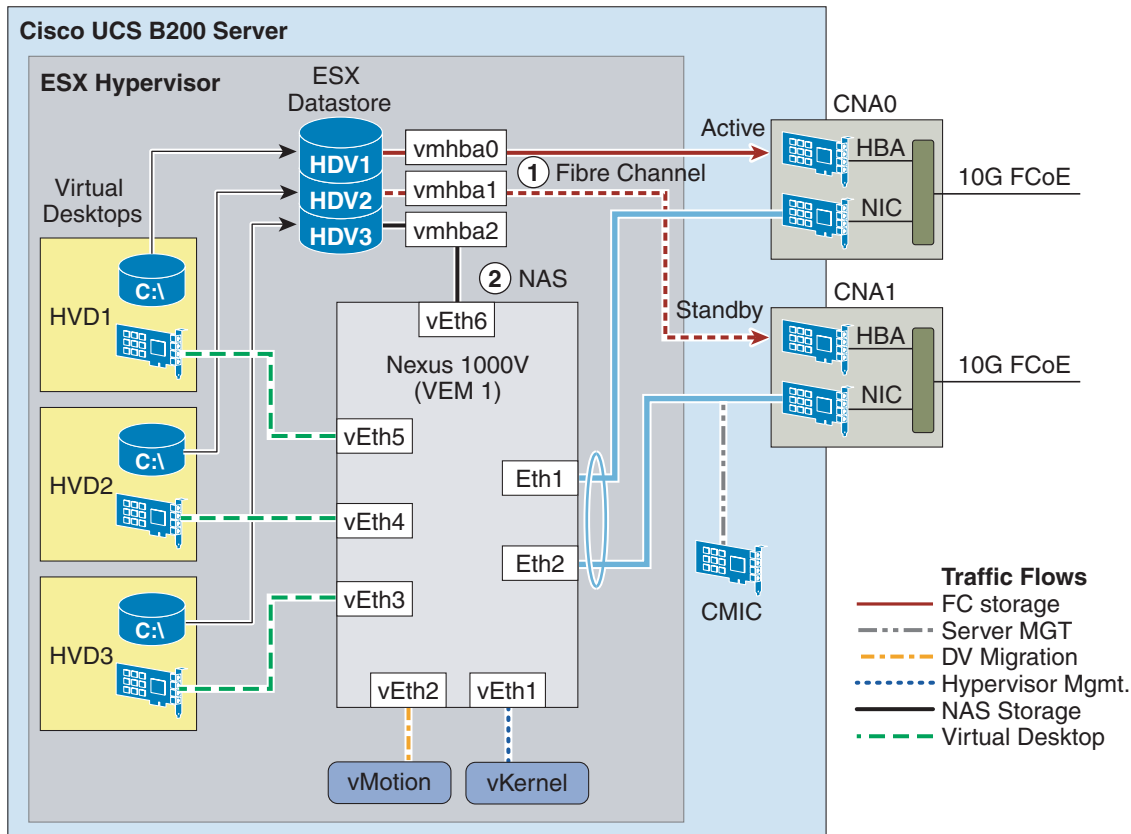 Cisco UCS B200 Server
ESX Hypervisor
ESX
Datastore
HDV1
HDV2
HDV3
vmhba0
vmhba1
vmhba2
1 Fibre Channel
2 NAS
Active
Standby
CNA0
HBA
NIC
10G FCoE
CNA1
HBA
NIC
10G FCoE
Virtual
Desktops
C:\
HVD1
C:\
HVD2
C:\
HVD3
vEth6
Nexus 1000V
(VEM 1)
vEth5
vEth4
vEth3
Eth1
Eth2
vEth2
vEth1
vMotion
vKernel
CMIC
Traffic Flows
FC storage
Server MGT
DV Migration
Hypervisor Mgmt.
NAS Storage
Virtual Desktop